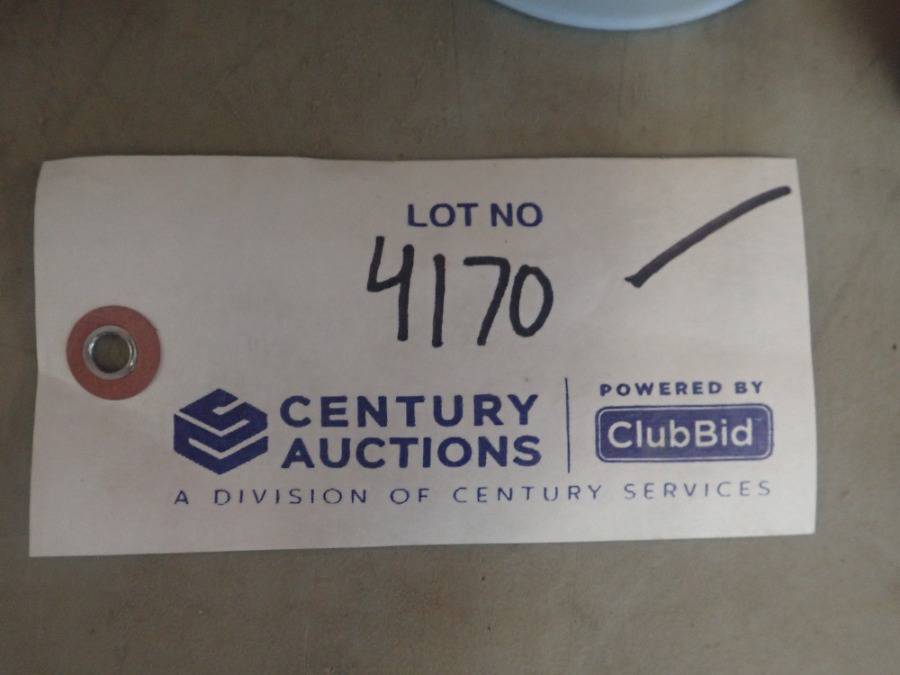 LOT NO
4170
CENTURY
AUCTIONS
POWERED BY
ClubBid
A DIVISION OF CENTURY SERVICES